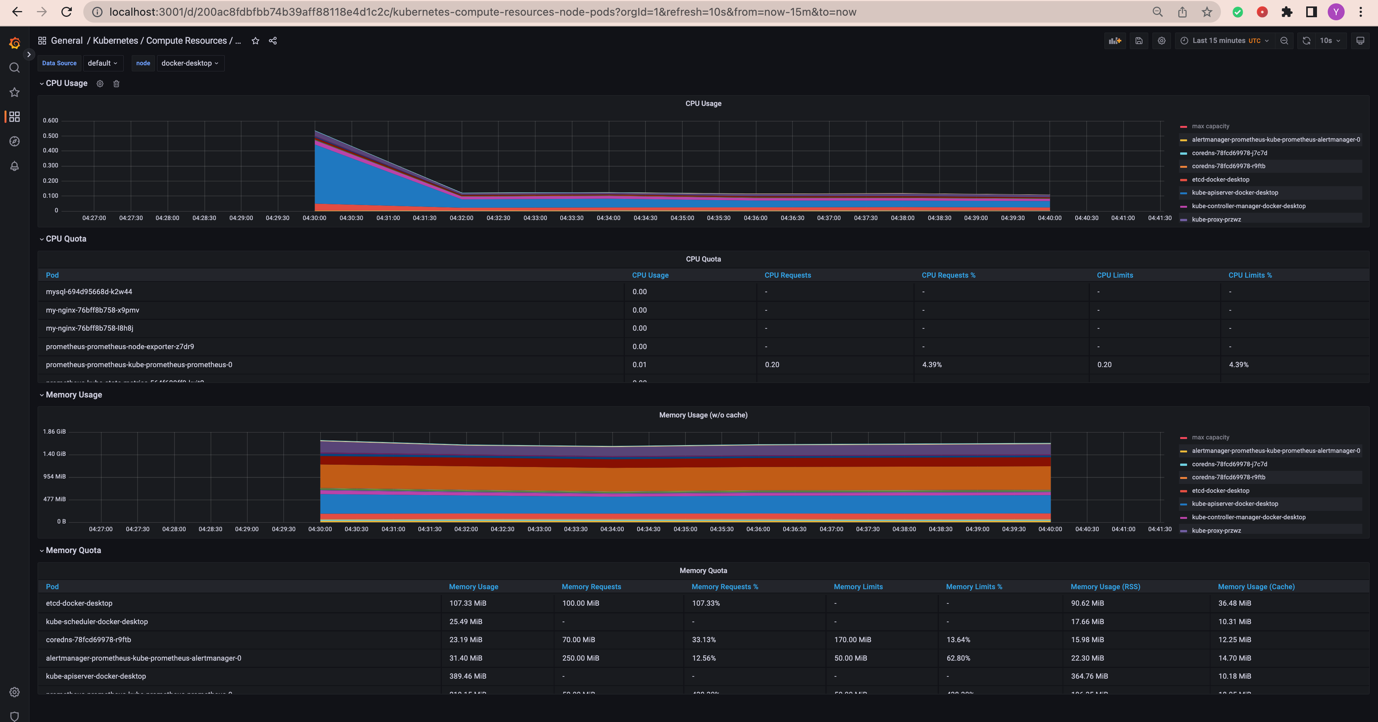 localhost:3001/d/200ac8fdbfbb74b39aff88118e4d1c2c/kubernetes-compute-resources-node-pods?orgId=1&refresh=10s&from=now-15m&to=now
Y
General / Kubernetes / Compute Resources / ...
Last 15 minutes UTC
10s
Data Source default node docker-desktop
CPU Usage
CPU Usage
0.600
0.400
0.300
0.200
0.100
0
04:27:00 04:27:30 04:28:00 04:28:30 04:29:00 04:29:30 04:30:00 04:30:30 04:31:00 04:31:30 04:32:00 04:32:30 04:33:00 04:33:30 04:34:00 04:34:30 04:35:00 04:35:30 04:36:00 04:36:30 04:37:00 04:37:30 04:38:00 04:38:30 04:39:00 04:39:30 04:40:00 04:40:30 04:41:00 04:41:30
max capacity
alertmanager-prometheus-kube-prometheus-alertmanager-0
coredns-78fcd69978-j7c7d
coredns-78fcd69978-r9ftb
etcd-docker-desktop
kube-apiserver-docker-desktop
kube-controller-manager-docker-desktop
kube-proxy-przwz
CPU Quota
CPU Quota
Pod CPU Usage CPU Requests CPU Requests % CPU Limits CPU Limits %
mysql-694d95668d-k2w44 0.00 - - - -
my-nginx-76bff8b758-x9pmv 0.00 - - - -
my-nginx-76bff8b758-l8h8j 0.00 - - - -
prometheus-prometheus-node-exporter-z7dr9 0.00 - - - -
prometheus-prometheus-kube-prometheus-prometheus-0 0.01 0.20 4.39% 0.20 4.39%
Memory Usage
Memory Usage (w/o cache)
1.86 GiB
1.40 GiB
954 MiB
477 MiB
0 B
04:27:00 04:27:30 04:28:00 04:28:30 04:29:00 04:29:30 04:30:00 04:30:30 04:31:00 04:31:30 04:32:00 04:32:30 04:33:00 04:33:30 04:34:00 04:34:30 04:35:00 04:35:30 04:36:00 04:36:30 04:37:00 04:37:30 04:38:00 04:38:30 04:39:00 04:39:30 04:40:00 04:40:30 04:41:00 04:41:30
max capacity
alertmanager-prometheus-kube-prometheus-alertmanager-0
coredns-78fcd69978-j7c7d
coredns-78fcd69978-r9ftb
etcd-docker-desktop
kube-apiserver-docker-desktop
kube-controller-manager-docker-desktop
kube-proxy-przwz
Memory Quota
Memory Quota
Pod Memory Usage Memory Requests Memory Requests % Memory Limits Memory Limits % Memory Usage (RSS) Memory Usage (Cache)
etcd-docker-desktop 107.33 MiB 100.00 MiB 107.33% - - 90.62 MiB 36.48 MiB
kube-scheduler-docker-desktop 25.49 MiB - - - - 17.66 MiB 10.31 MiB
coredns-78fcd69978-r9ftb 23.19 MiB 70.00 MiB 33.13% 170.00 MiB 13.64% 15.98 MiB 12.25 MiB
alertmanager-prometheus-kube-prometheus-alertmanager-0 31.40 MiB 250.00 MiB 12.56% 50.00 MiB 62.80% 22.30 MiB 14.70 MiB
kube-apiserver-docker-desktop 389.46 MiB - - - - 364.76 MiB 10.18 MiB